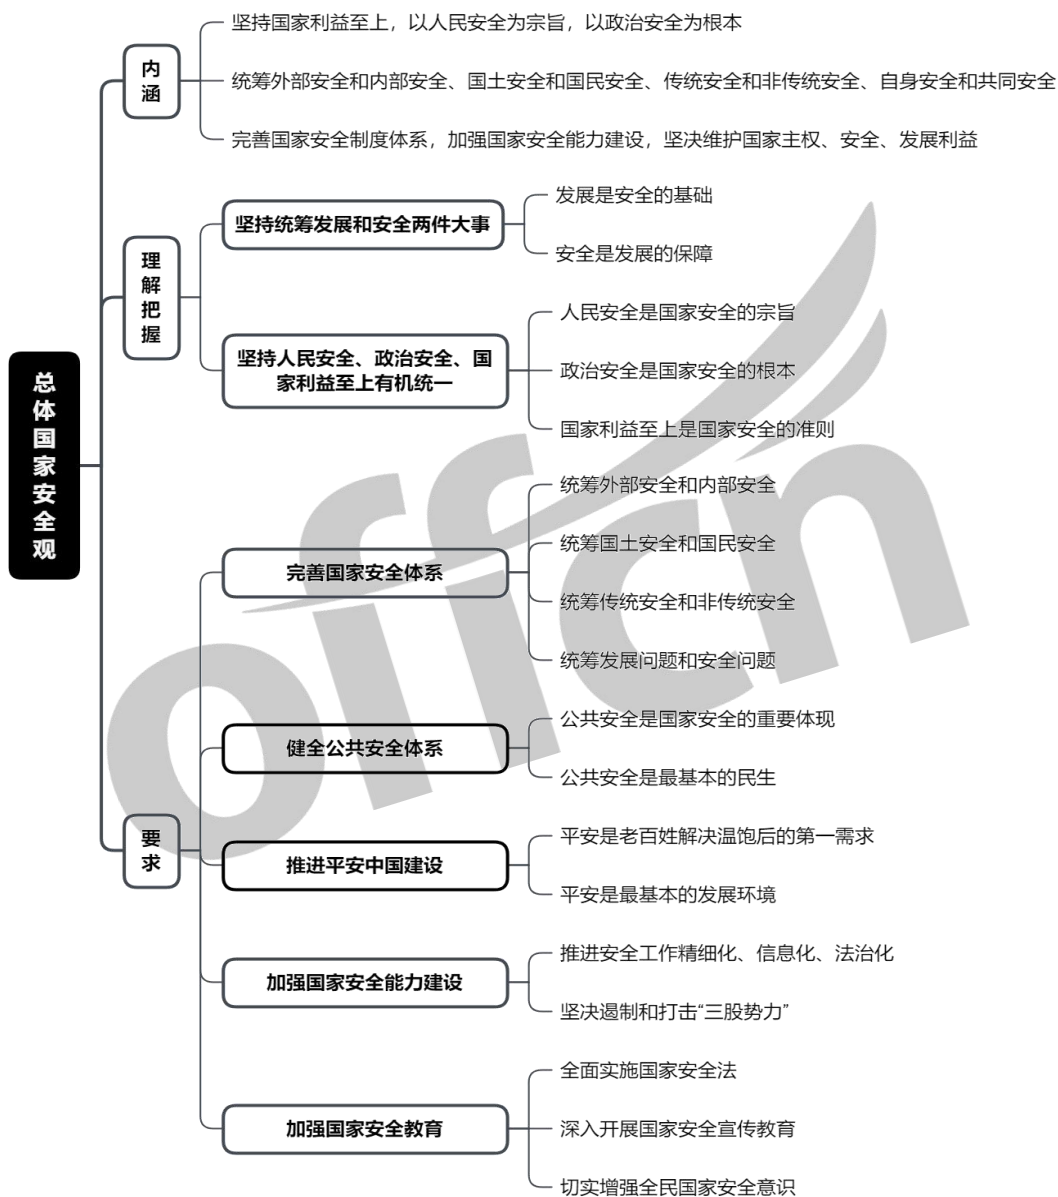 总体国家安全观
内涵
坚持国家利益至上，以人民安全为宗旨，以政治安全为根本
统筹外部安全和内部安全、国土安全和国民安全、传统安全和非传统安全、自身安全和共同安全
完善国家安全制度体系，加强国家安全能力建设，坚决维护国家主权、安全、发展利益
理解把握
坚持统筹发展和安全两件大事
发展是安全的基础
安全是发展的保障
坚持人民安全、政治安全、国
家利益至上有机统一
人民安全是国家安全的宗旨
政治安全是国家安全的根本
国家利益至上是国家安全的准则
要求
完善国家安全体系
统筹外部安全和内部安全
统筹国土安全和国民安全
统筹传统安全和非传统安全
统筹发展问题和安全问题
健全公共安全体系
公共安全是国家安全的重要体现
公共安全是最基本的民生
推进平安中国建设
平安是老百姓解决温饱后的第一需求
平安是最基本的发展环境
加强国家安全能力建设
推进安全工作精细化、信息化、法治化
坚决遏制和打击“三股势力”
加强国家安全教育
全面实施国家安全法
深入开展国家安全宣传教育
切实增强全民国家安全意识
offcn